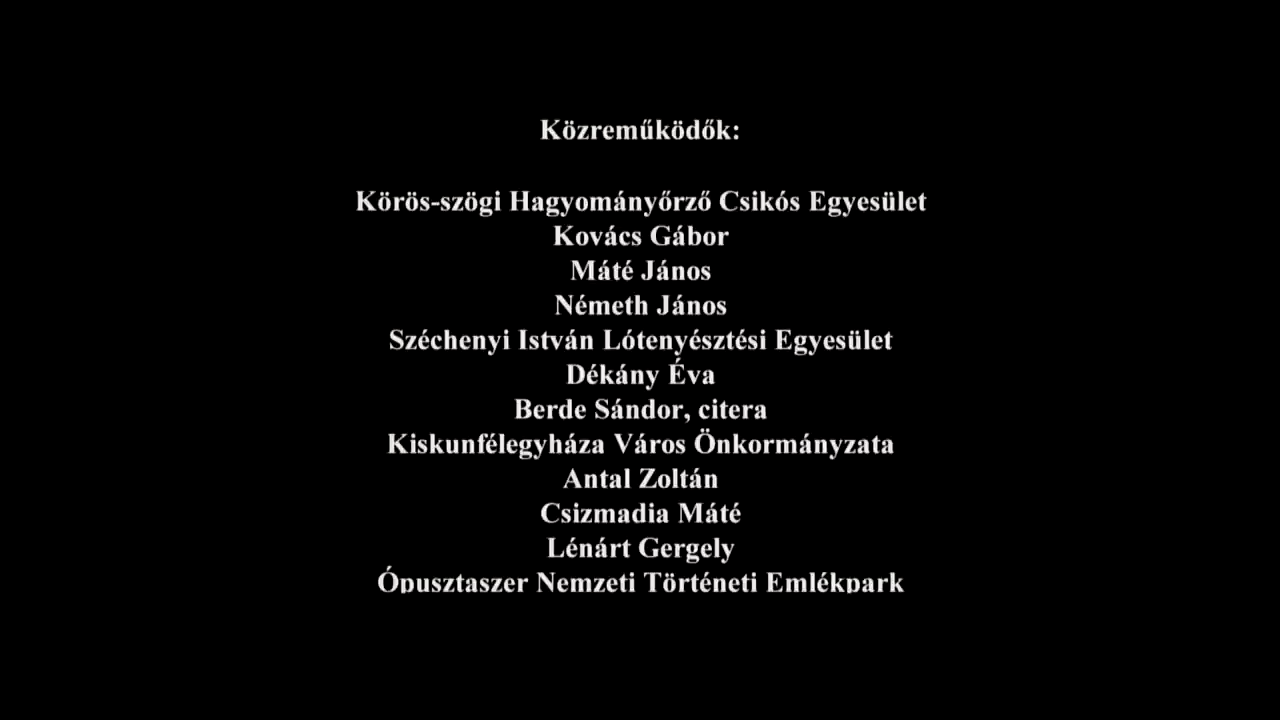 Közreműködők:
Körös-szögi Hagyományőrző Csikós Egyesület
Kovács Gábor
Máté János
Németh János
Széchenyi István Lótenyésztési Egyesület
Dékány Éva
Berde Sándor, citera
Kiskunfélegyháza Város Önkormányzata
Antal Zoltán
Csizmadia Máté
Lénárt Gergely
Ópusztaszer Nemzeti Történeti Emlékpark